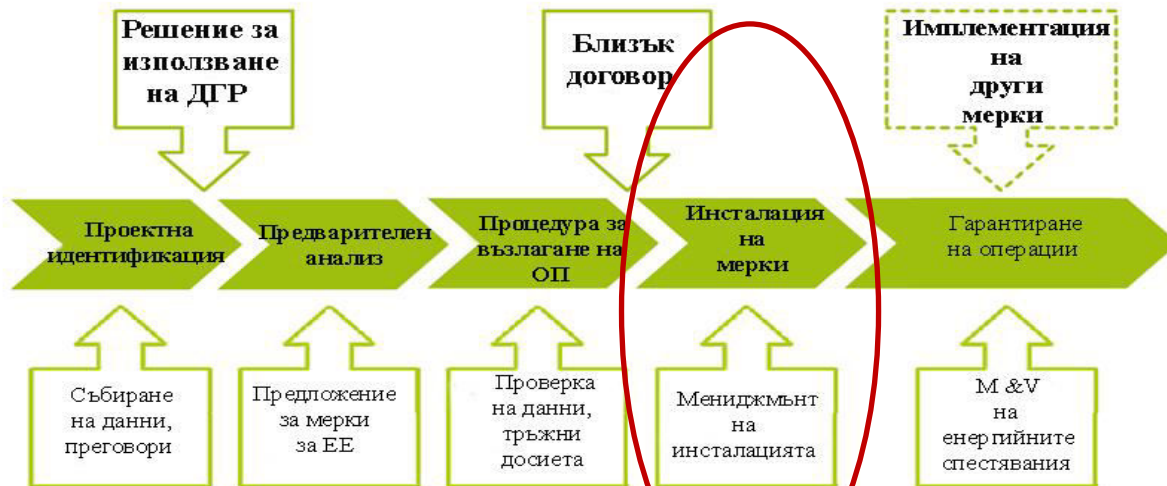 Решение за
използване
на ДГР
Близък
договор
Имплементация
на
други
мерки
Проектна
идентификация
Предварителен
анализ
Процедура за
възлагане на
ОП
Инсталация
на
мерки
Гарантиране
на операции
Събиране
на данни,
преговори
Предложение
за мерки
за ЕЕ
Проверка
на данни,
тръжни
досиета
Мениджмънт
на
инсталацията
M &V
на
енергийните
спестявания